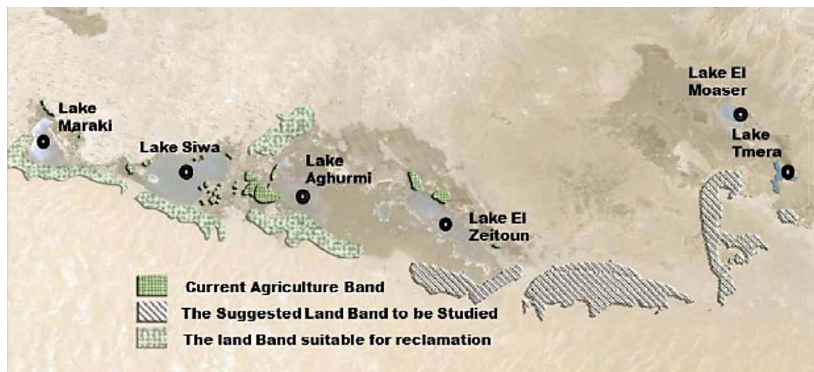 Lake El
Moaser
Lake
Maraki
Lake Siwa
Lake
Tmera
Lake
Aghurmi
Lake El
Zeitoun
Current Agriculture Band
The Suggested Land Band to be Studied
The land Band suitable for reclamation